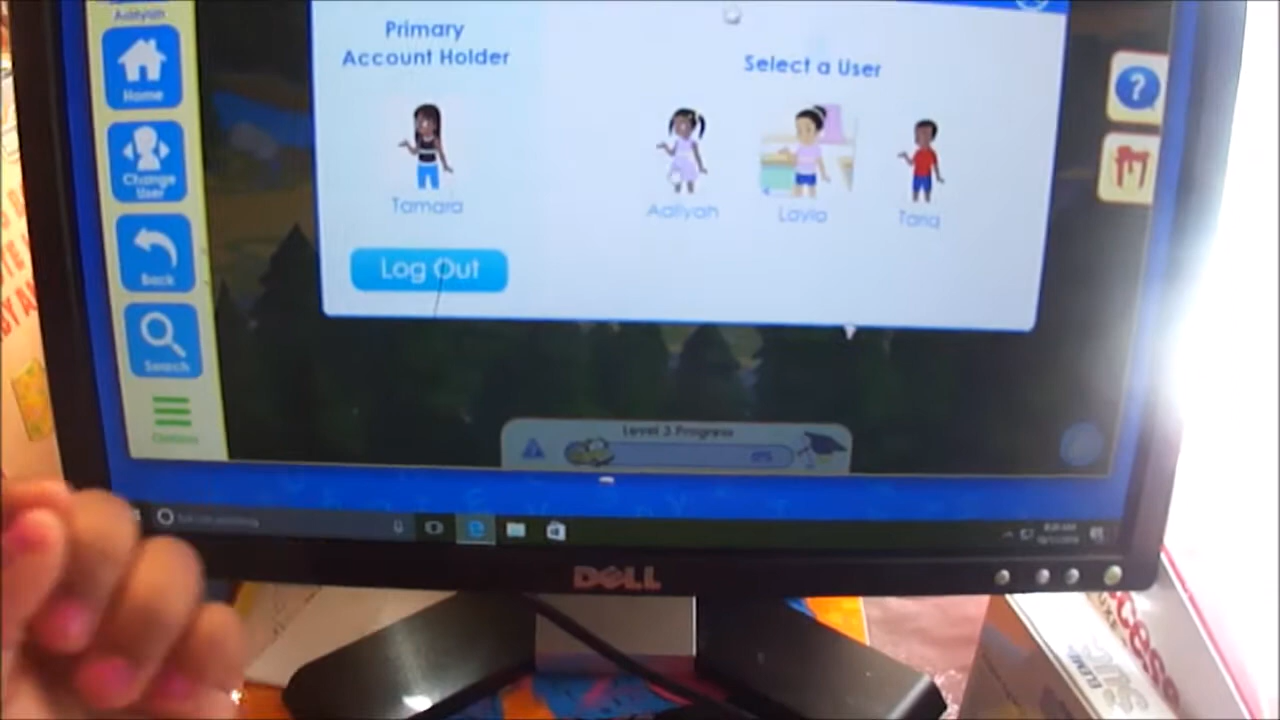 Aaliyah
Home
Change
User
Back
Search
Options
Primary
Account Holder
Tamara
Log Out
Select a User
Aaliyah
Layla
Tariq
?
Level 3 Progress
0%
DELL